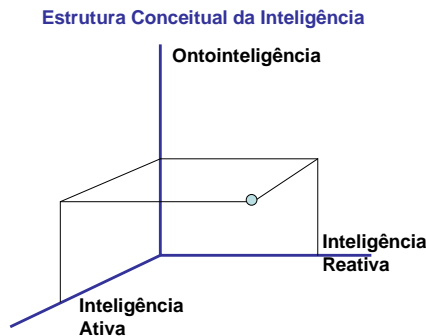 Estrutura Conceitual da Inteligência
Ontointeligência
Inteligência
Reativa
Inteligência
Ativa